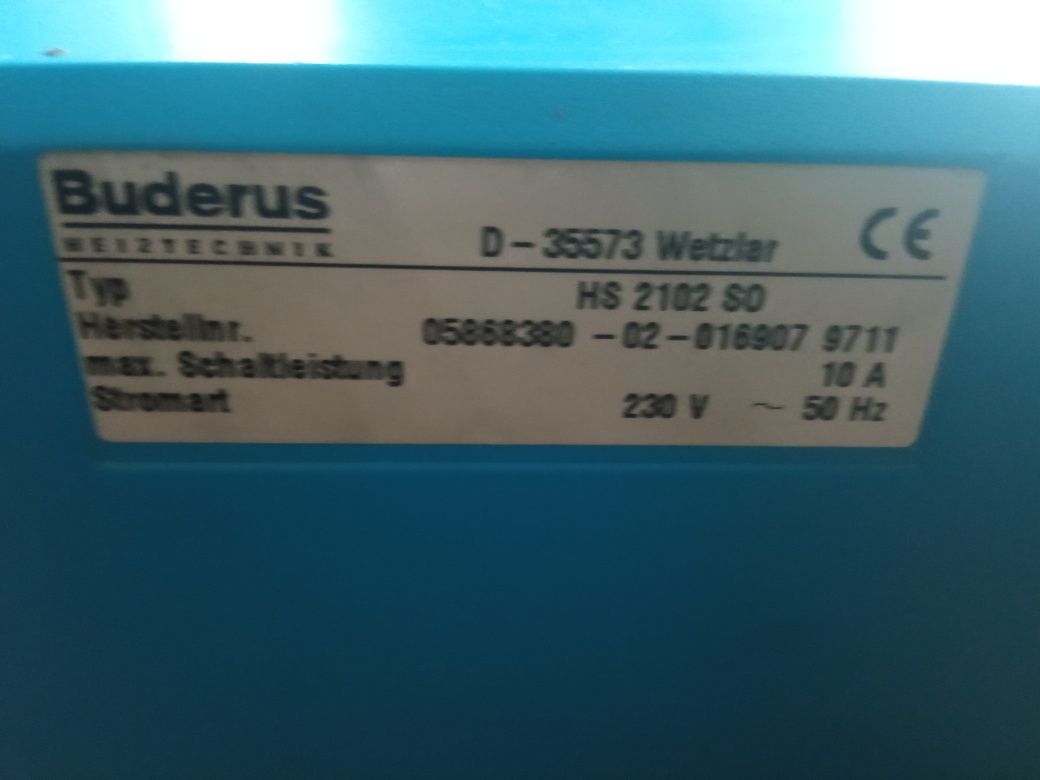 Buderus
HEIZTECHNIK
D-35573 Wetzlar
CE
Typ HS 2102 SO
Herstellnr. 05868380 -02-016907 9711
max. Schaltleistung 10 A
Stromart 230 V ~ 50 Hz